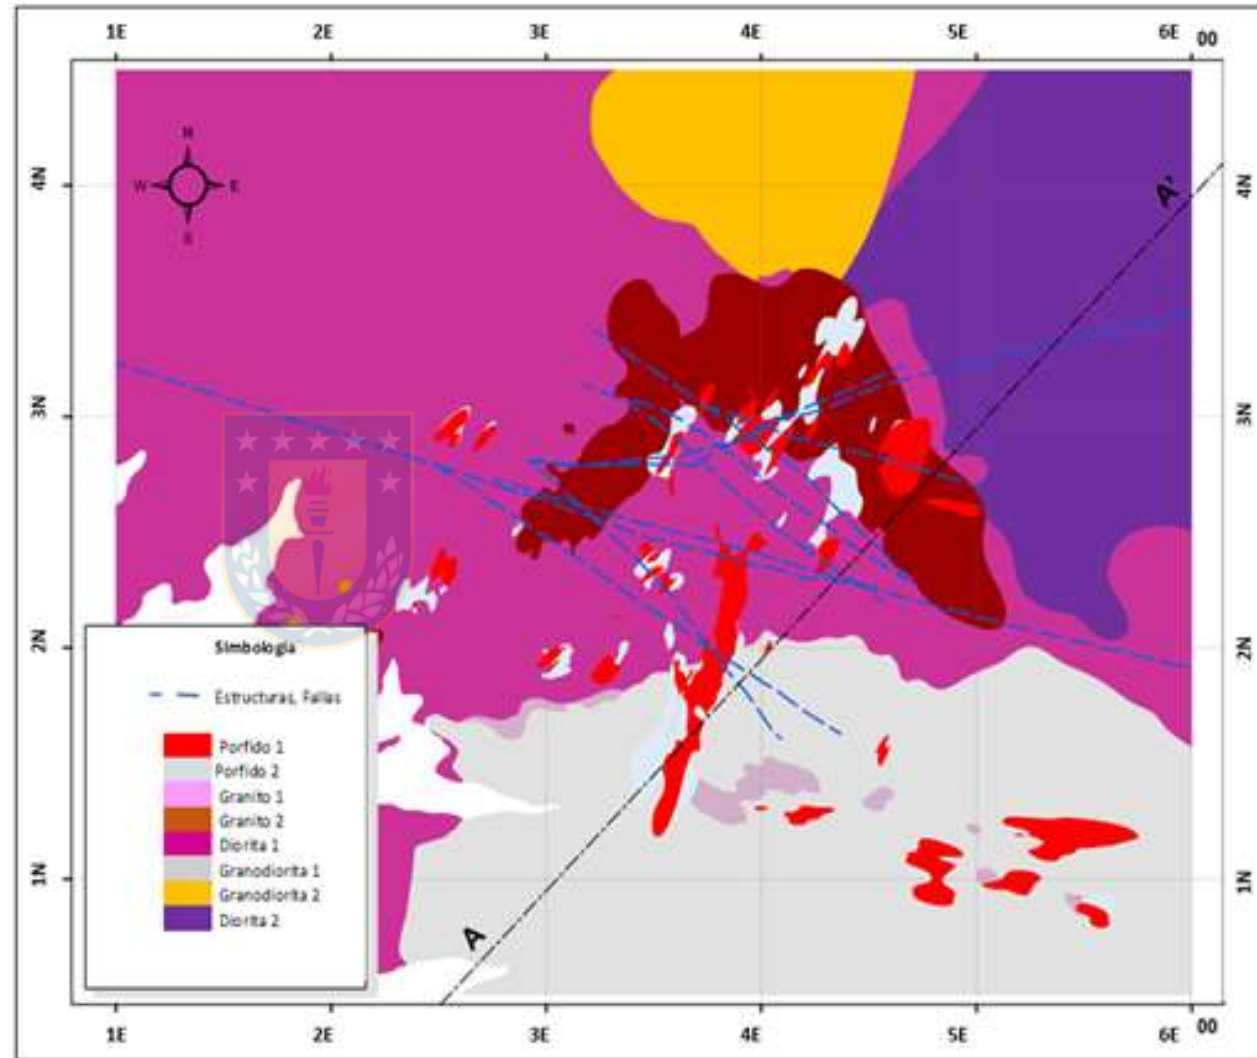 1E 2E 3E 4E 5E 6E 00
4N 4N
N
W E
S
A'
3N 3N
2N 2N
Simbologia
Estructuras, Fallas
Porfido 1
Porfido 2
Granito 1
Granito 2
Diorita 1
Granodiorita 1
Granodiorita 2
Diorita 2
1N 1N
A
1E 2E 3E 4E 5E 6E 00